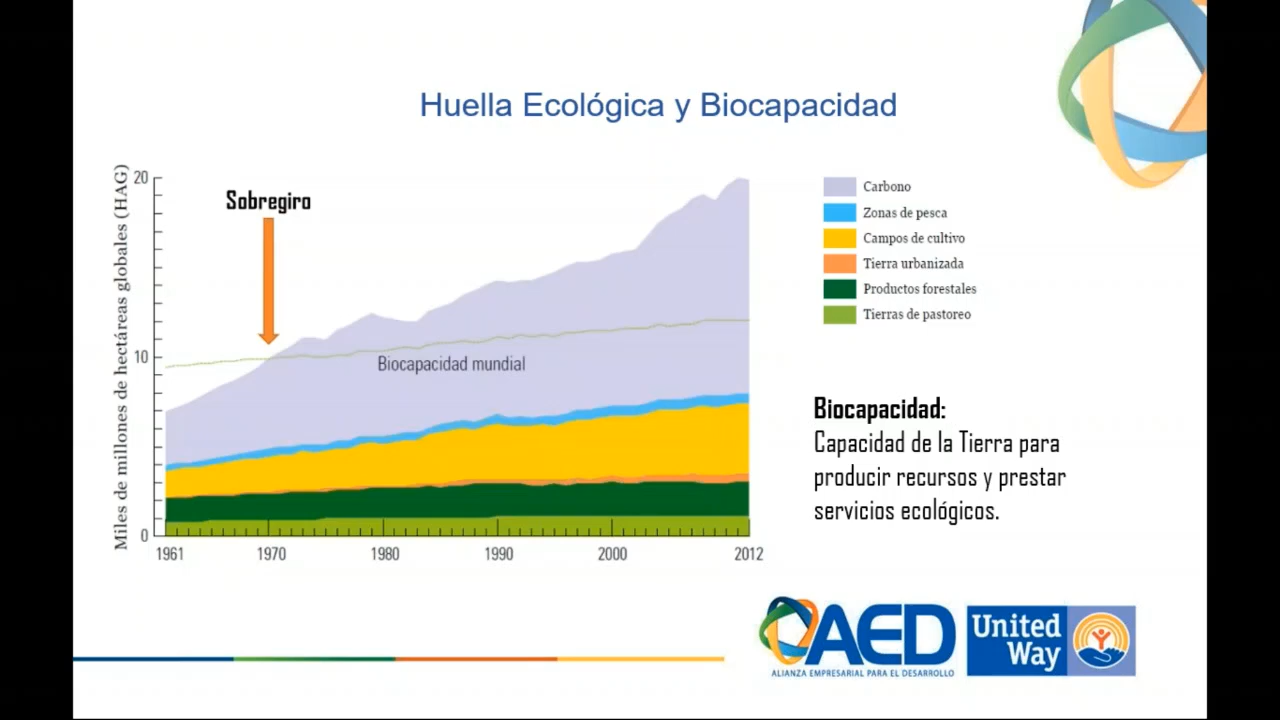 Huella Ecológica y Biocapacidad
Miles de millones de hectáreas globales (HAG)
20
10
0
Sobregiro
Biocapacidad mundial
1961
1970
1980
1990
2000
2012
Carbono
Zonas de pesca
Campos de cultivo
Tierra urbanizada
Productos forestales
Tierras de pastoreo
Biocapacidad:
Capacidad de la Tierra para
producir recursos y prestar
servicios ecológicos.
AED
ALIANZA EMPRESARIAL PARA EL DESARROLLO
United
Way